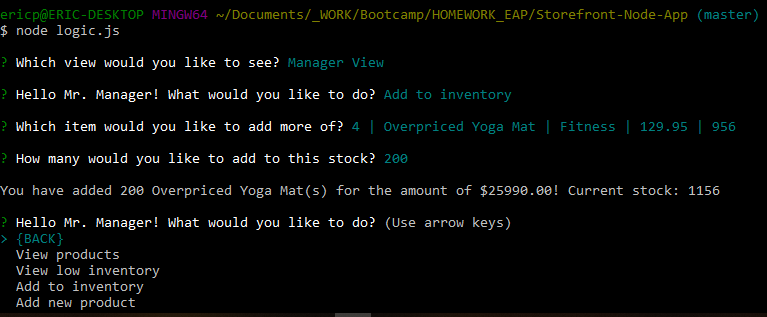 ericp@ERIC-DESKTOP MINGW64 ~/Documents/_WORK/Bootcamp/HOMEWORK_EAP/Storefront-Node-App (master)
$ node logic.js
? Which view would you like to see? Manager View
? Hello Mr. Manager! What would you like to do? Add to inventory
? Which item would you like to add more of? 4 | Overpriced Yoga Mat | Fitness | 129.95 | 956
? How many would you like to add to this stock? 200
You have added 200 Overpriced Yoga Mat(s) for the amount of $25990.00! Current stock: 1156
? Hello Mr. Manager! What would you like to do? (Use arrow keys)
> {BACK}
View products
View low inventory
Add to inventory
Add new product